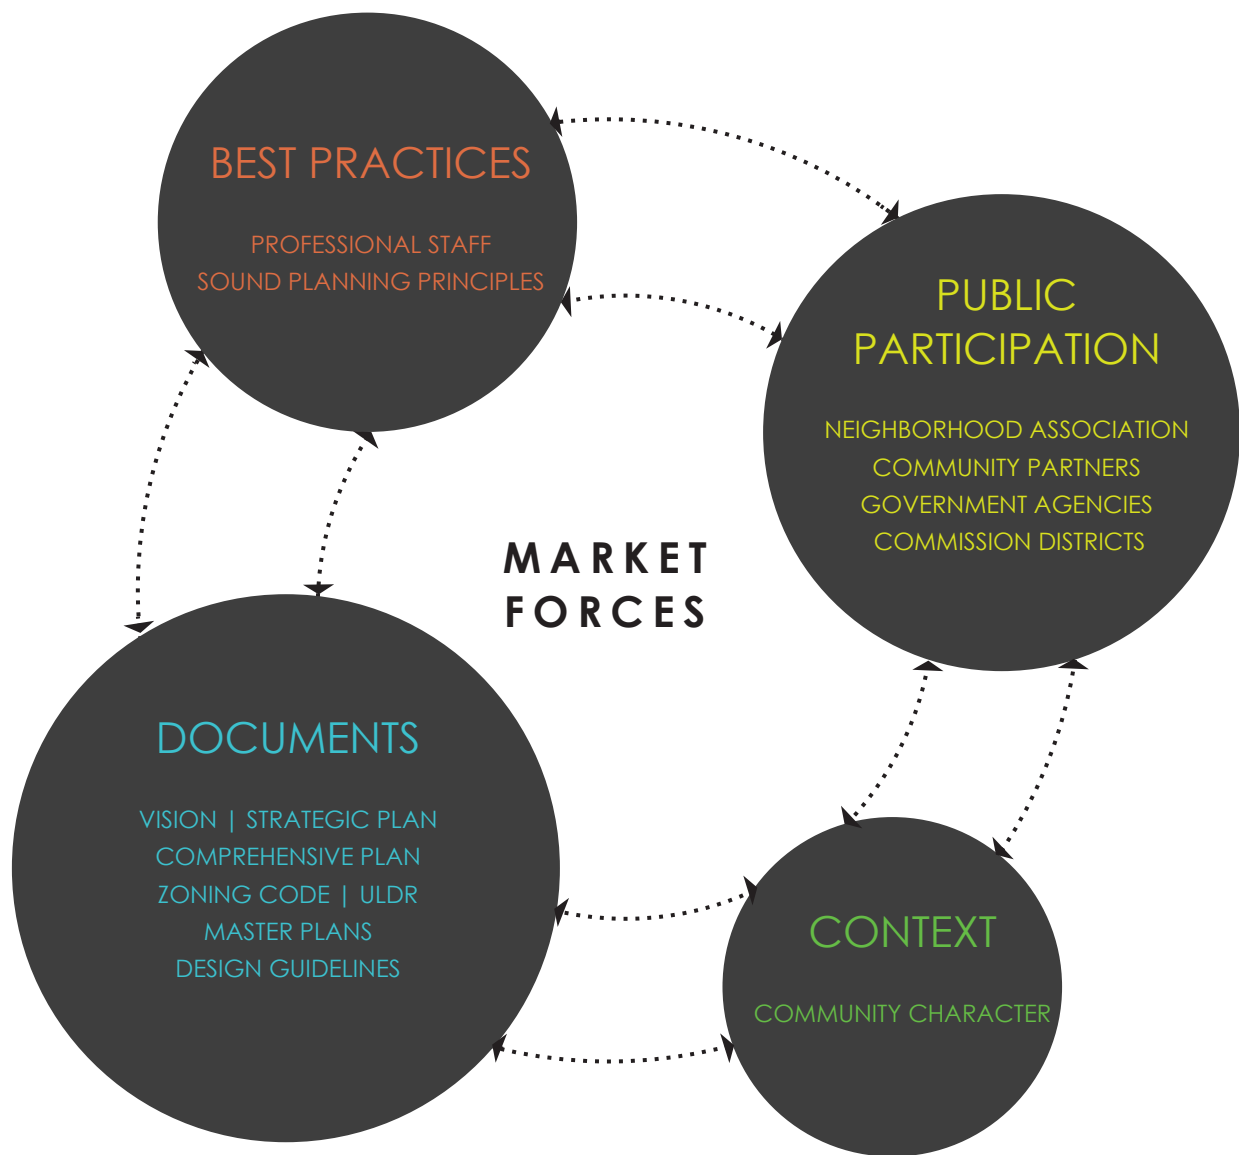 BEST PRACTICES
PROFESSIONAL STAFF
SOUND PLANNING PRINCIPLES
PUBLIC
PARTICIPATION
NEIGHBORHOOD ASSOCIATION
COMMUNITY PARTNERS
GOVERNMENT AGENCIES
COMMISSION DISTRICTS
MARKET
FORCES
DOCUMENTS
VISION | STRATEGIC PLAN
COMPREHENSIVE PLAN
ZONING CODE | ULDR
MASTER PLANS
DESIGN GUIDELINES
CONTEXT
COMMUNITY CHARACTER